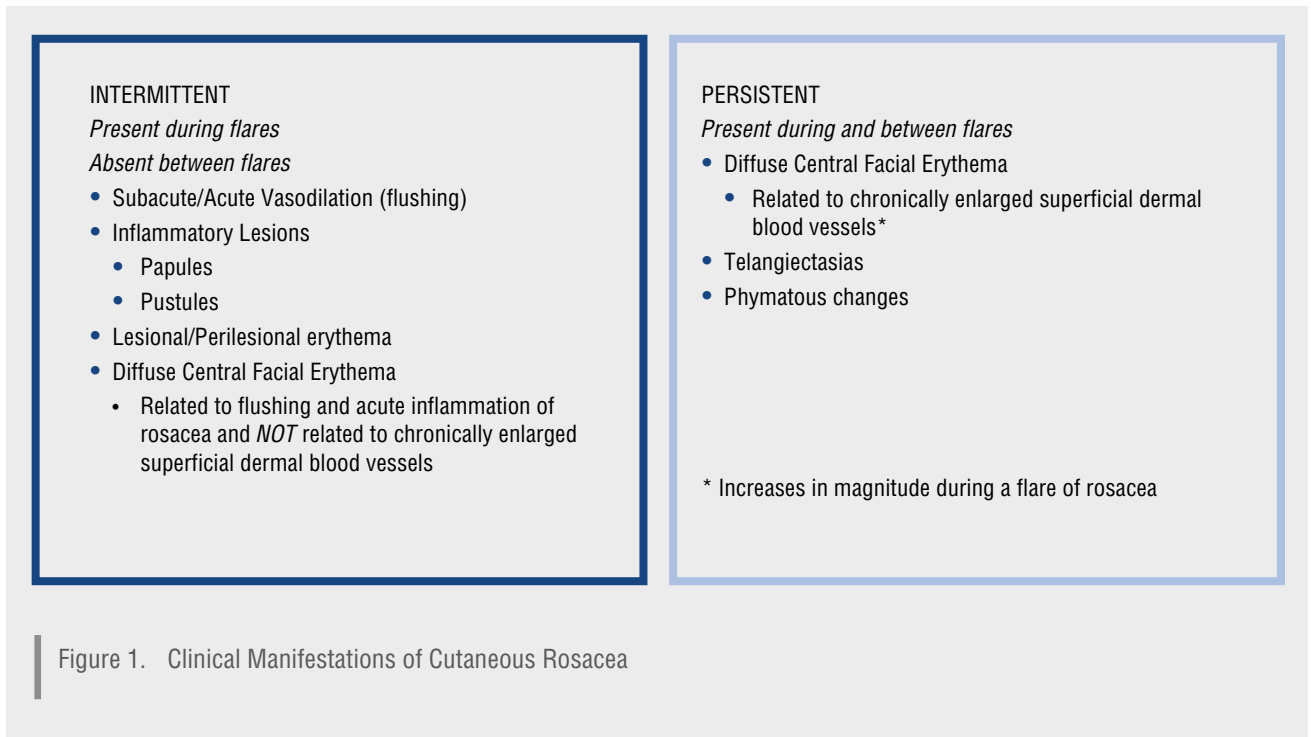 INTERMITTENT
Present during flares
Absent between flares
• Subacute/Acute Vasodilation (flushing)
• Inflammatory Lesions
• Papules
• Pustules
• Lesional/Perilesional erythema
• Diffuse Central Facial Erythema
• Related to flushing and acute inflammation of
rosacea and NOT related to chronically enlarged
superficial dermal blood vessels
PERSISTENT
Present during and between flares
• Diffuse Central Facial Erythema
• Related to chronically enlarged superficial dermal
blood vessels*
• Telangiectasias
• Phymatous changes
* Increases in magnitude during a flare of rosacea
Figure 1. Clinical Manifestations of Cutaneous Rosacea